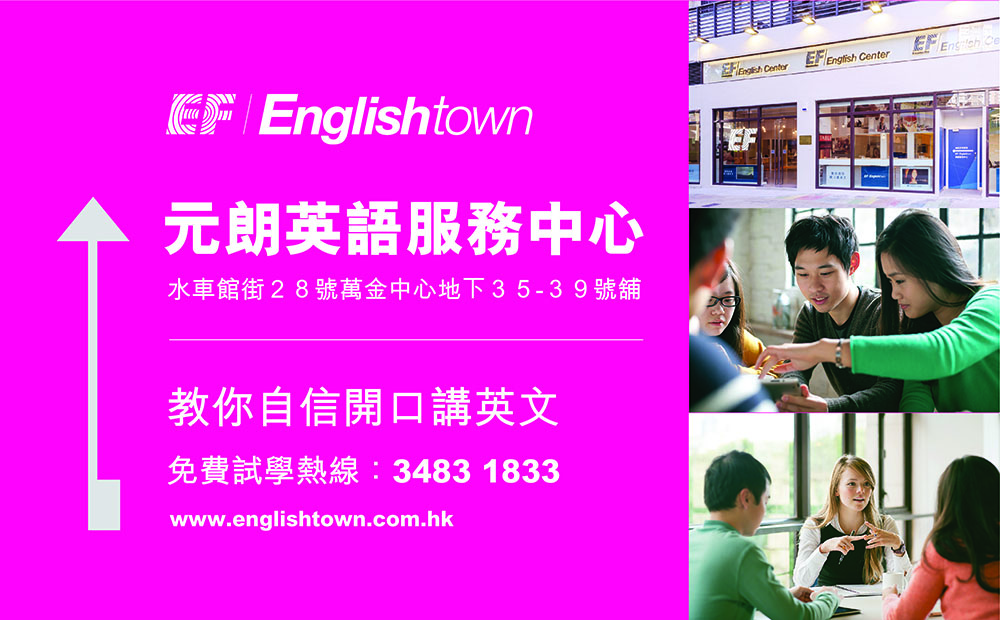 EF Englishtown
元朗英語服務中心
水車館街28號萬金中心地下35-39號舖
教你自信開口講英文
免費試學熱線：3483 1833
www.englishtown.com.hk
EF English Center
EF English Center
EF English Ce
EF